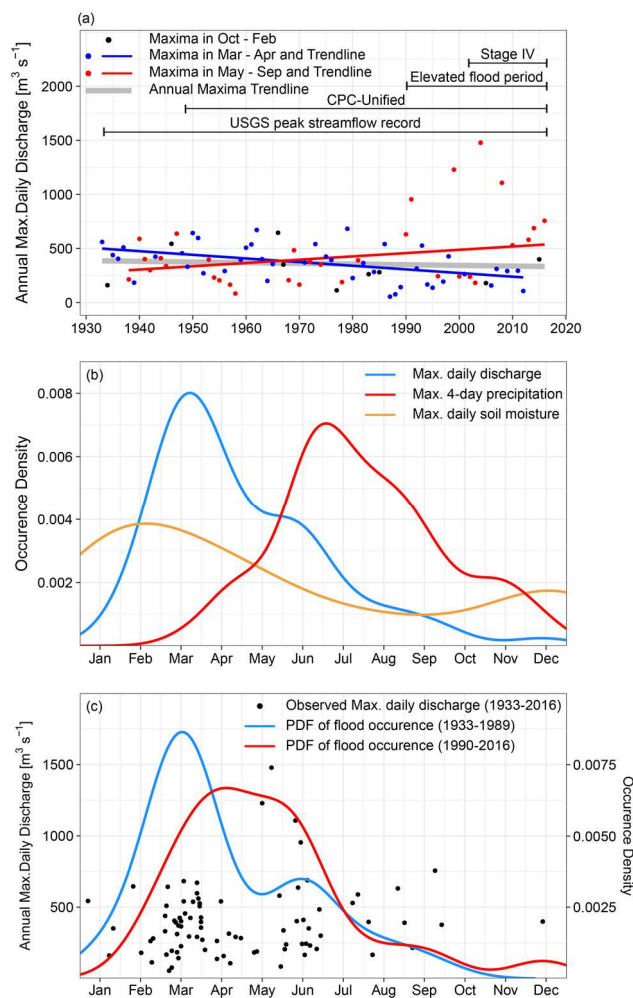 (a)
Maxima in Oct - Feb
Maxima in Mar - Apr and Trendline
Maxima in May - Sep and Trendline
Annual Maxima Trendline
Stage IV
Elevated flood period
CPC-Unified
USGS peak streamflow record
Annual Max.Daily Discharge [m³ s⁻¹]
2000
1500
1000
500
0
1930 1940 1950 1960 1970 1980 1990 2000 2010 2020
(b)
Max. daily discharge
Max. 4-day precipitation
Max. daily soil moisture
Occurence Density
0.008
0.006
0.004
0.002
Jan Feb Mar Apr May Jun Jul Aug Sep Oct Nov Dec
(c)
Observed Max. daily discharge (1933-2016)
PDF of flood occurence (1933-1989)
PDF of flood occurence (1990-2016)
Annual Max.Daily Discharge [m³ s⁻¹]
1500
1000
500
0.0075
0.005
0.0025
Occurence Density
Jan Feb Mar Apr May Jun Jul Aug Sep Oct Nov Dec